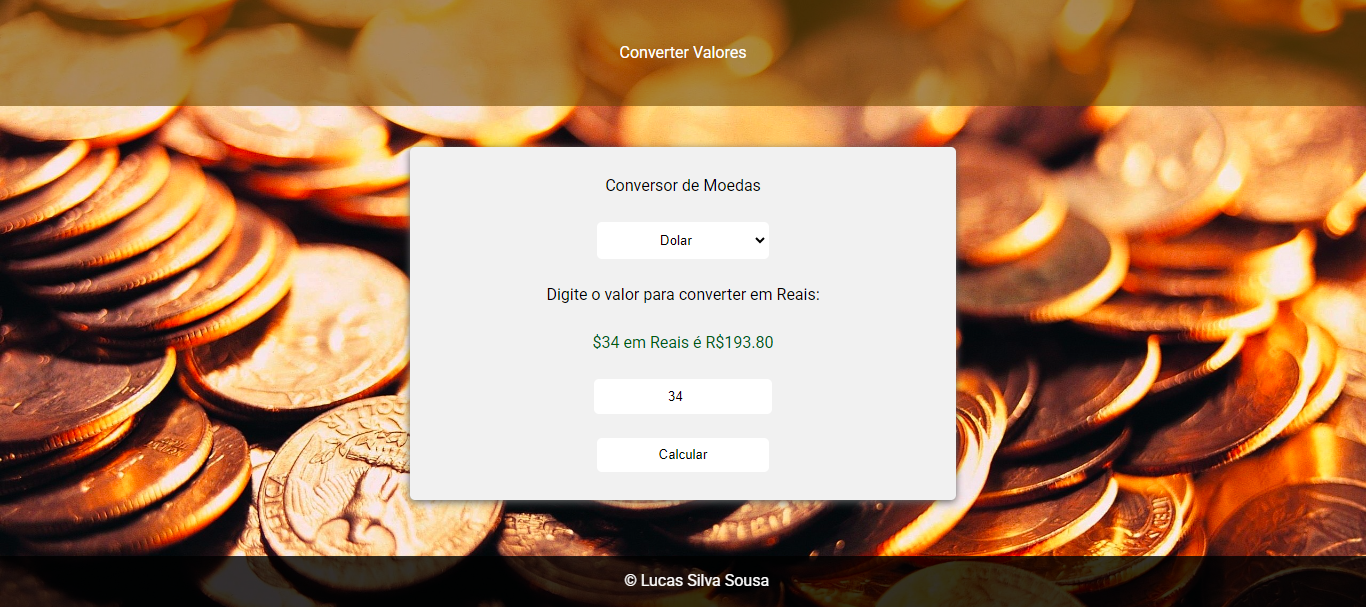 Converter Valores
Conversor de Moedas
Dolar
Digite o valor para converter em Reais:
$34 em Reais é R$193.80
34
Calcular
© Lucas Silva Sousa